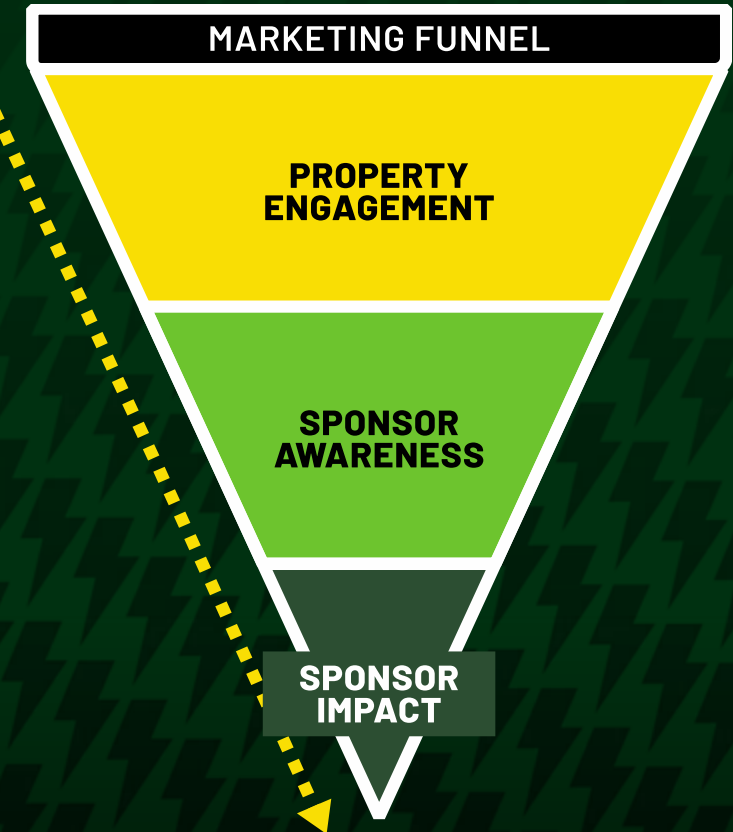 MARKETING FUNNEL
PROPERTY
ENGAGEMENT
SPONSOR
AWARENESS
SPONSOR
IMPACT